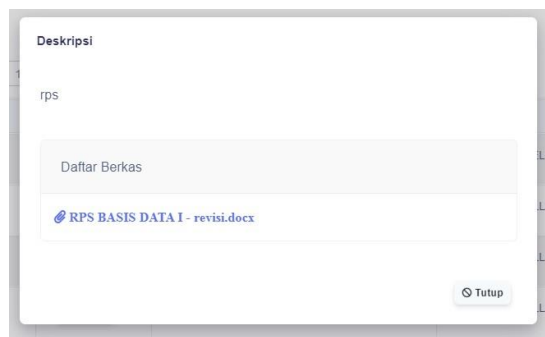 Deskripsi
rps
Daftar Berkas
RPS BASIS DATA I - revisi.docx
Tutup